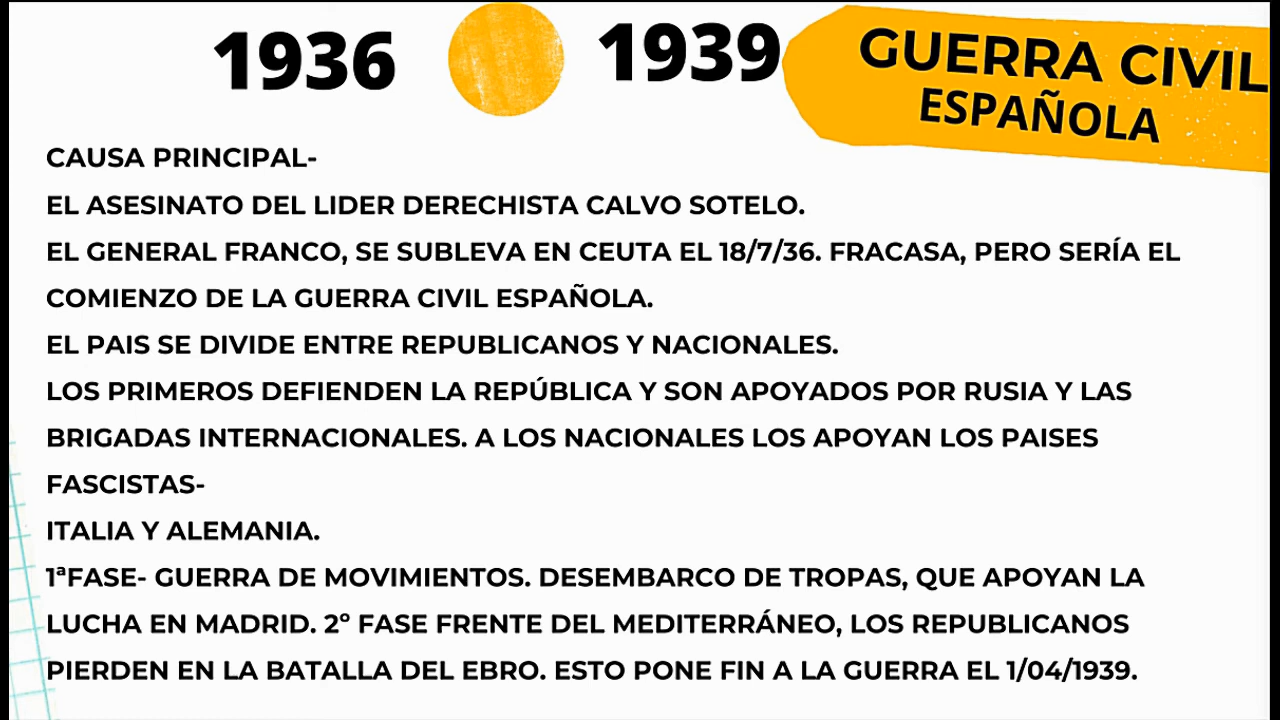 1936
1939
GUERRA CIVIL
ESPAÑOLA
CAUSA PRINCIPAL-
EL ASESINATO DEL LIDER DERECHISTA CALVO SOTELO.
EL GENERAL FRANCO, SE SUBLEVA EN CEUTA EL 18/7/36. FRACASA, PERO SERÍA EL
COMIENZO DE LA GUERRA CIVIL ESPAÑOLA.
EL PAIS SE DIVIDE ENTRE REPUBLICANOS Y NACIONALES.
LOS PRIMEROS DEFIENDEN LA REPÚBLICA Y SON APOYADOS POR RUSIA Y LAS
BRIGADAS INTERNACIONALES. A LOS NACIONALES LOS APOYAN LOS PAISES
FASCISTAS-
ITALIA Y ALEMANIA.
1ªFASE- GUERRA DE MOVIMIENTOS. DESEMBARCO DE TROPAS, QUE APOYAN LA
LUCHA EN MADRID. 2º FASE FRENTE DEL MEDITERRÁNEO, LOS REPUBLICANOS
PIERDEN EN LA BATALLA DEL EBRO. ESTO PONE FIN A LA GUERRA EL 1/04/1939.